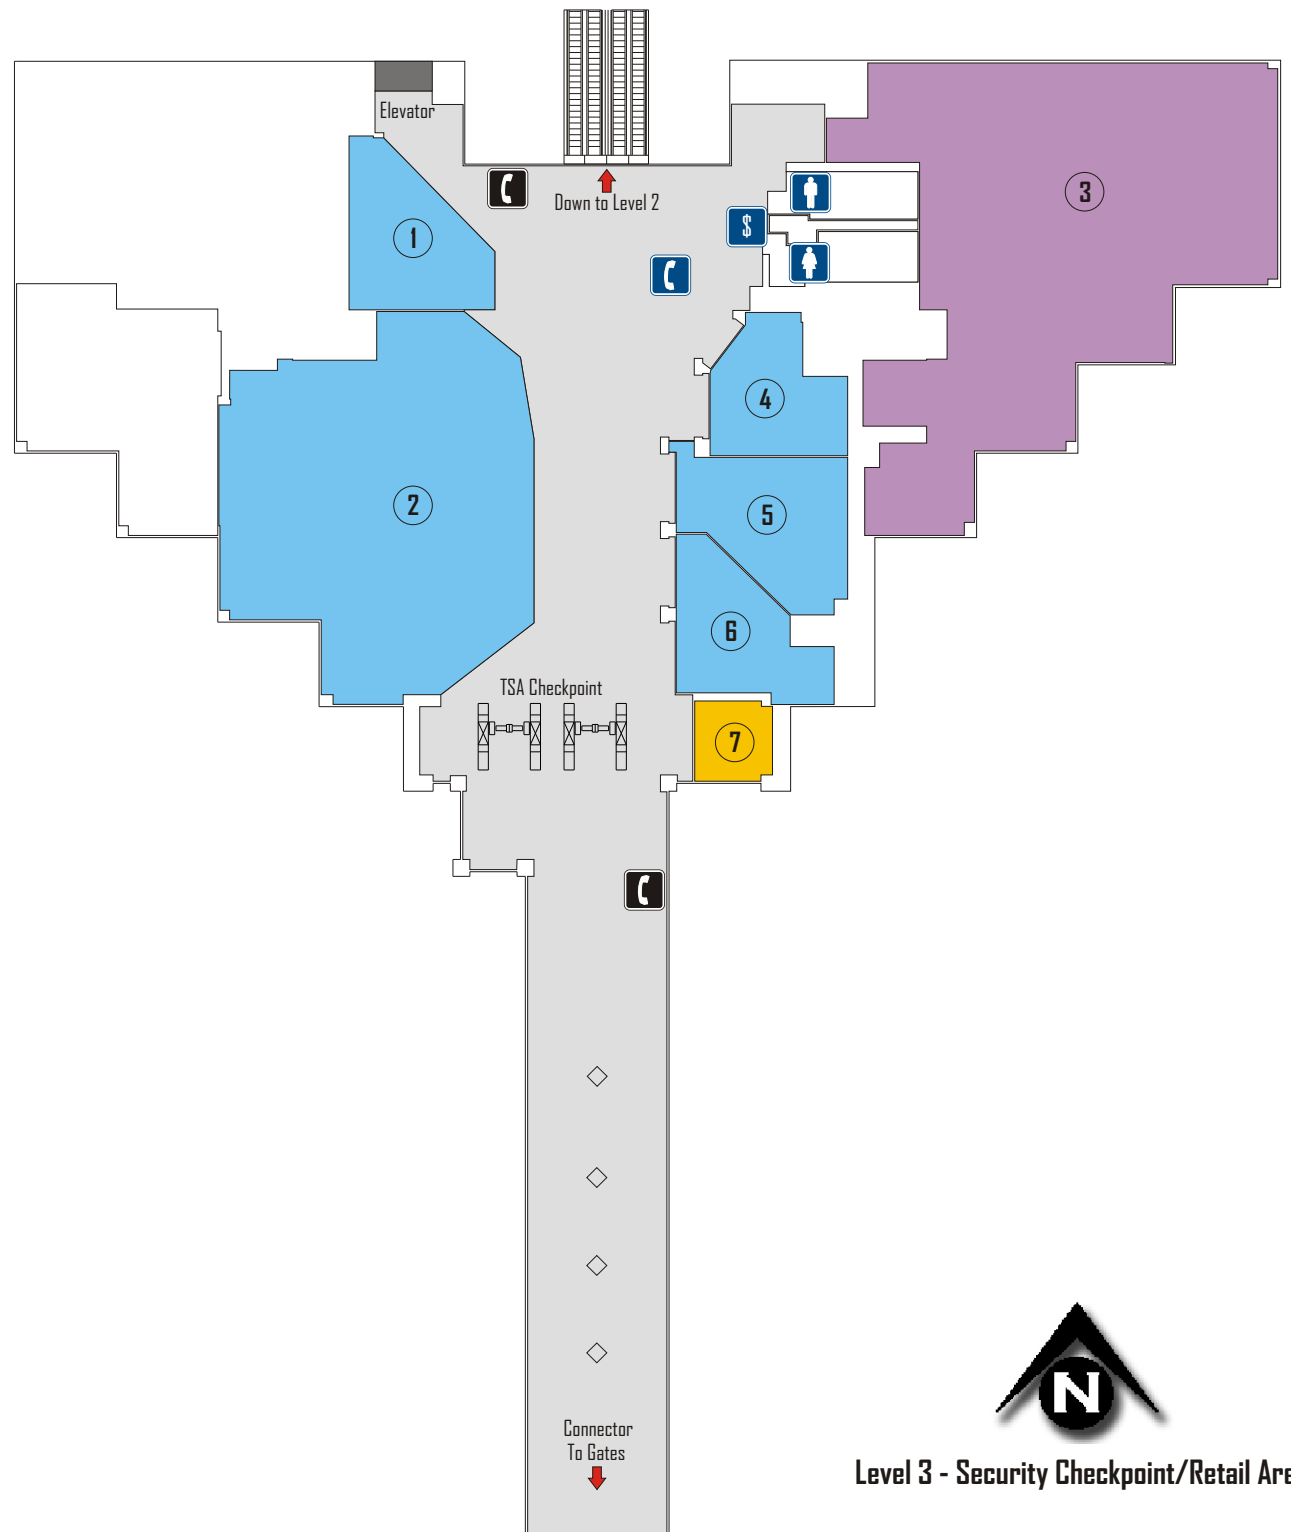 Elevator
Down to Level 2
$
1
3
4
2
5
6
TSA Checkpoint
7
Connector
To Gates
N
Level 3 - Security Checkpoint/Retail Are